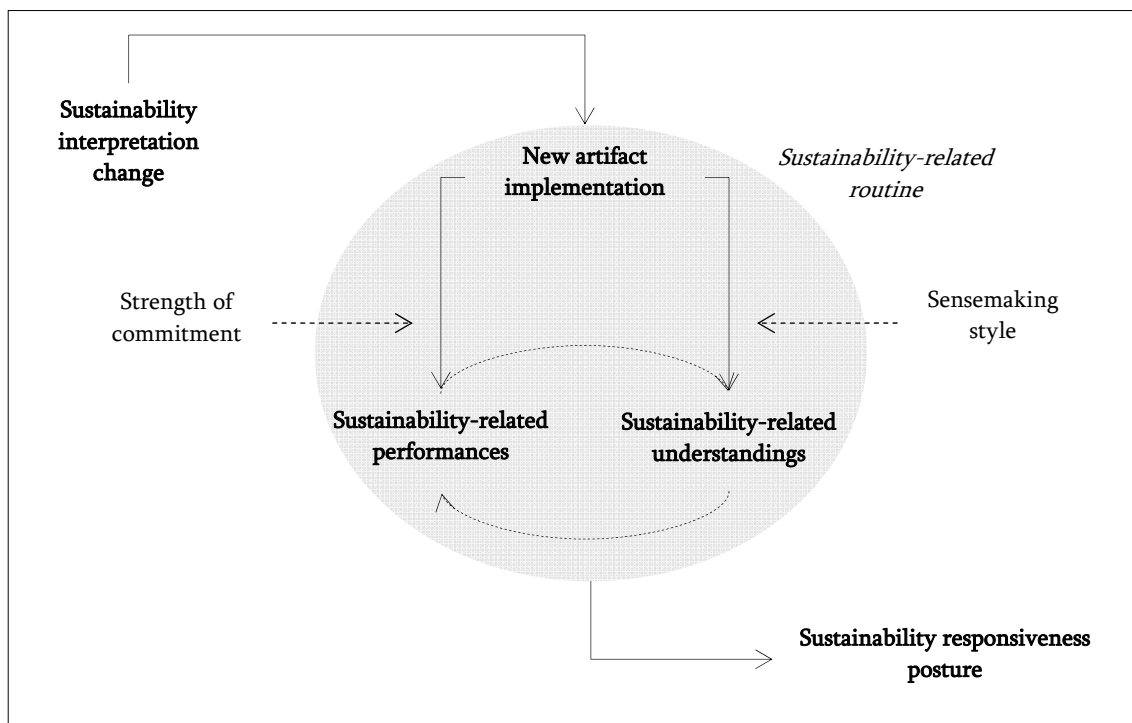 Sustainability
interpretation
change
New artifact
implementation
Sustainability-related
routine
Strength of
commitment
Sensemaking
style
Sustainability-related
performances
Sustainability-related
understandings
Sustainability responsiveness
posture